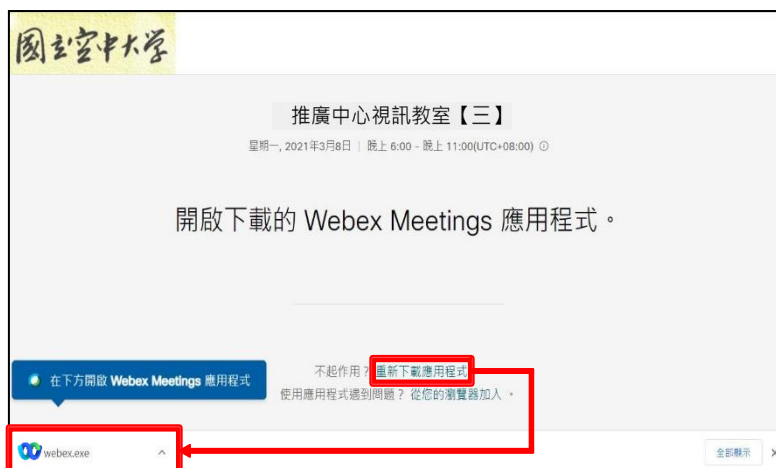 國立空中大學
推廣中心視訊教室【三】
星期一, 2021年3月8日 | 晚上 6:00 - 晚上 11:00(UTC+08:00)
開啟下載的 Webex Meetings 應用程式。
不起作用？重新下載應用程式
在下方開啟 Webex Meetings 應用程式
使用應用程式遇到問題？ 從您的瀏覽器加入 。
webex.exe
全部顯示